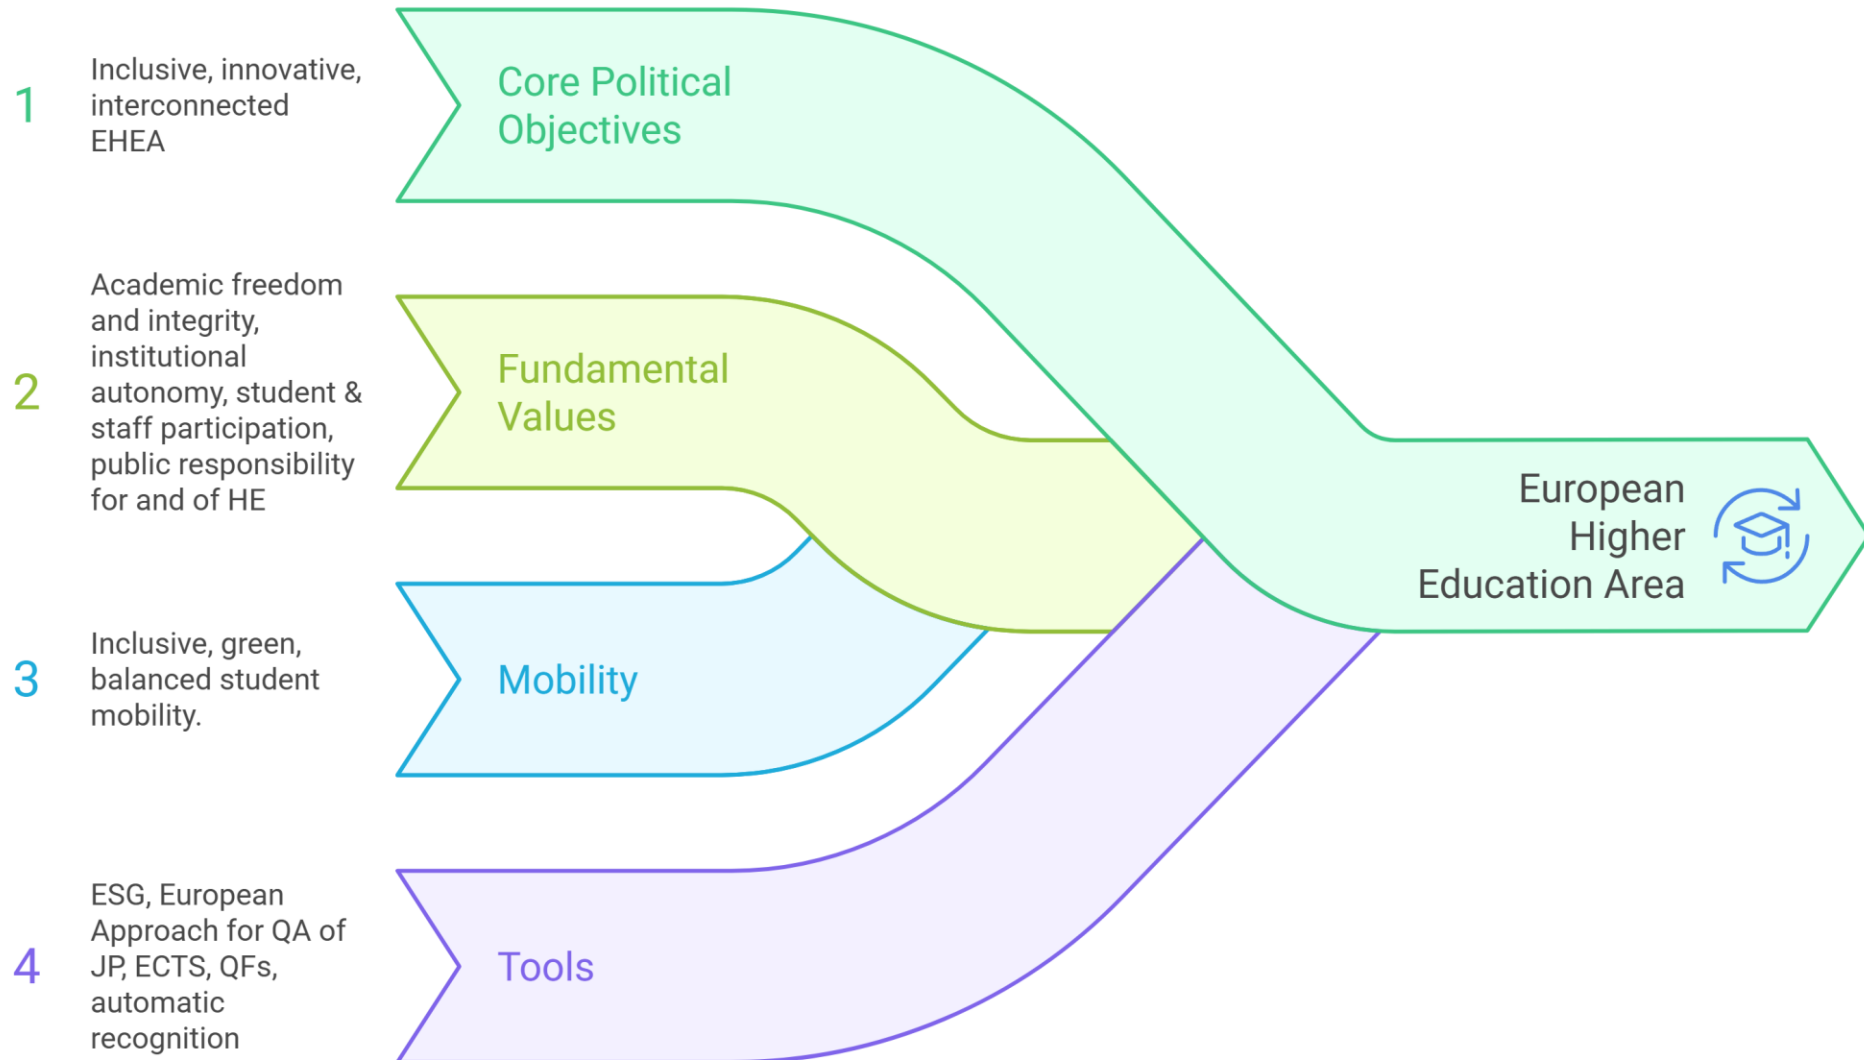 1
Inclusive, innovative,
interconnected
EHEA
Core Political
Objectives
2
Academic freedom
and integrity,
institutional
autonomy, student &
staff participation,
public responsibility
for and of HE
Fundamental
Values
3
Inclusive, green,
balanced student
mobility.
Mobility
4
ESG, European
Approach for QA of
JP, ECTS, QFs,
automatic
recognition
Tools
European
Higher
Education Area